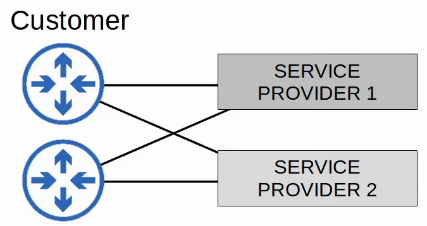 Customer
SERVICE
PROVIDER 1
SERVICE
PROVIDER 2